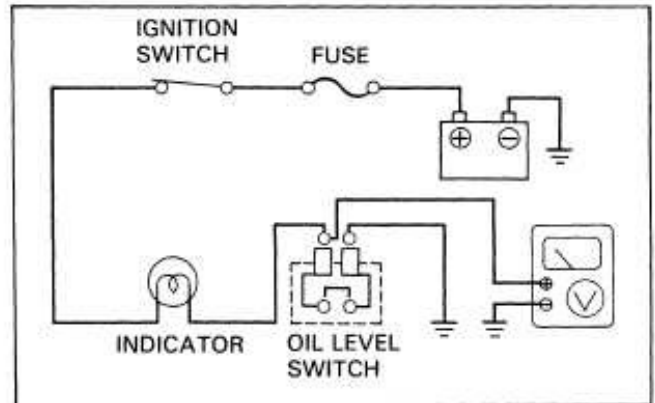 IGNITION
SWITCH
FUSE
+
−
INDICATOR
OIL LEVEL
SWITCH
+
−
V